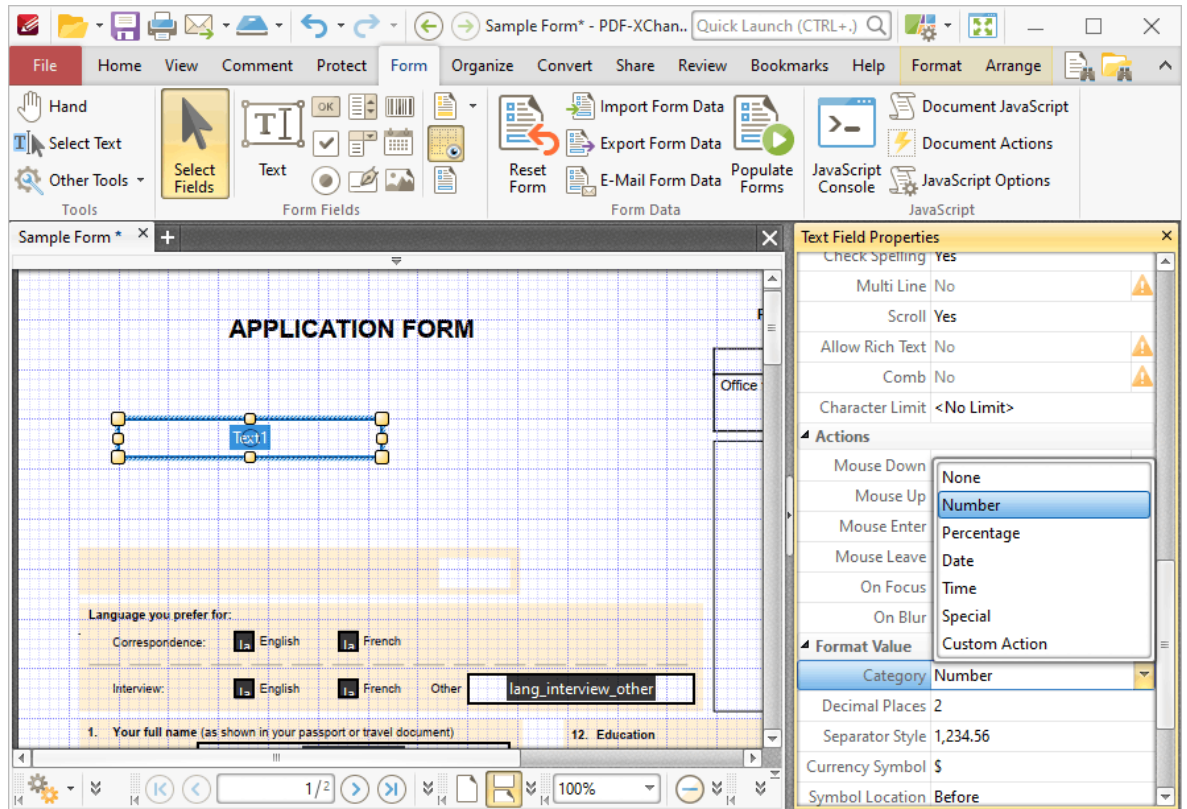 Sample Form* - PDF-XChan.. Quick Launch (CTRL+.)
File Home View Comment Protect Form Organize Convert Share Review Bookmarks Help Format Arrange
Hand
Select Text
Other Tools
Tools
Select Fields
Text
OK
Form Fields
Reset Form
Import Form Data
Export Form Data
E-Mail Form Data
Populate Forms
Form Data
JavaScript Console
Document JavaScript
Document Actions
JavaScript Options
JavaScript
Sample Form *
APPLICATION FORM
Office
Text1
Language you prefer for:
Correspondence: la English la French
Interview: la English la French Other lang_interview_other
1. Your full name (as shown in your passport or travel document) 12. Education
1/2
100%
Text Field Properties
Check Spelling Yes
Multi Line No
Scroll Yes
Allow Rich Text No
Comb No
Character Limit <No Limit>
Actions
Mouse Down
Mouse Up
Mouse Enter
Mouse Leave
On Focus
On Blur
None
Number
Percentage
Date
Time
Special
Custom Action
Format Value
Category Number
Decimal Places 2
Separator Style 1,234.56
Currency Symbol $
Symbol Location Before